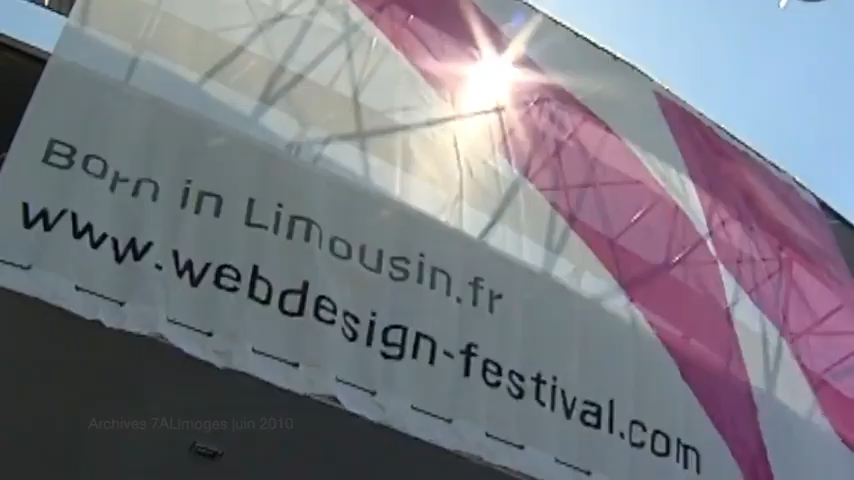 Born in Limousin.fr
www.webdesign-festival.com
Archives 7ALimoges juin 2010